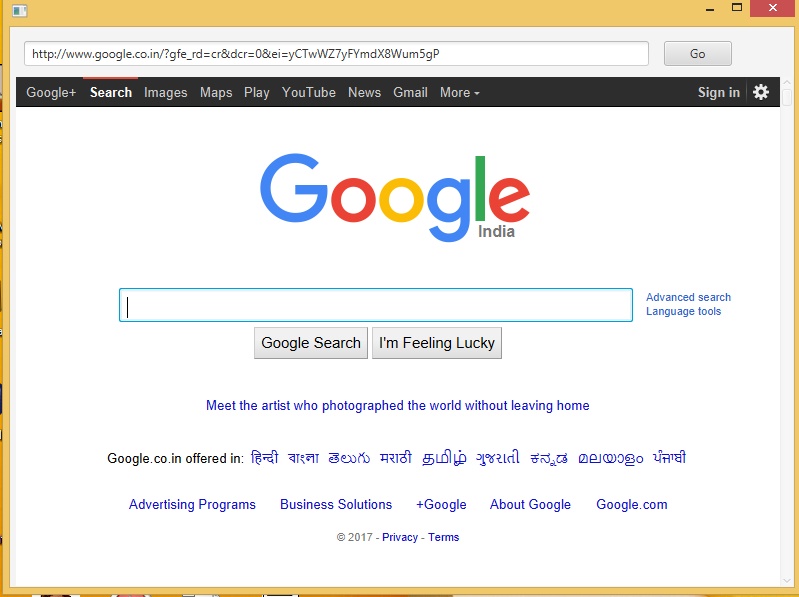 http://www.google.co.in/?gfe_rd=cr&dcr=0&ei=yCTwWZ7yFYmdX8Wum5gP Go
Google+ Search Images Maps Play YouTube News Gmail More Sign in
Google
India
Advanced search
Language tools
Google Search I'm Feeling Lucky
Meet the artist who photographed the world without leaving home
Google.co.in offered in: हिन्दी বাংলা తెలుగు मराठी தமிழ் ગુજરાતી ಕನ್ನಡ മലയാളം ਪੰਜਾਬੀ
Advertising Programs Business Solutions +Google About Google Google.com
© 2017 - Privacy - Terms